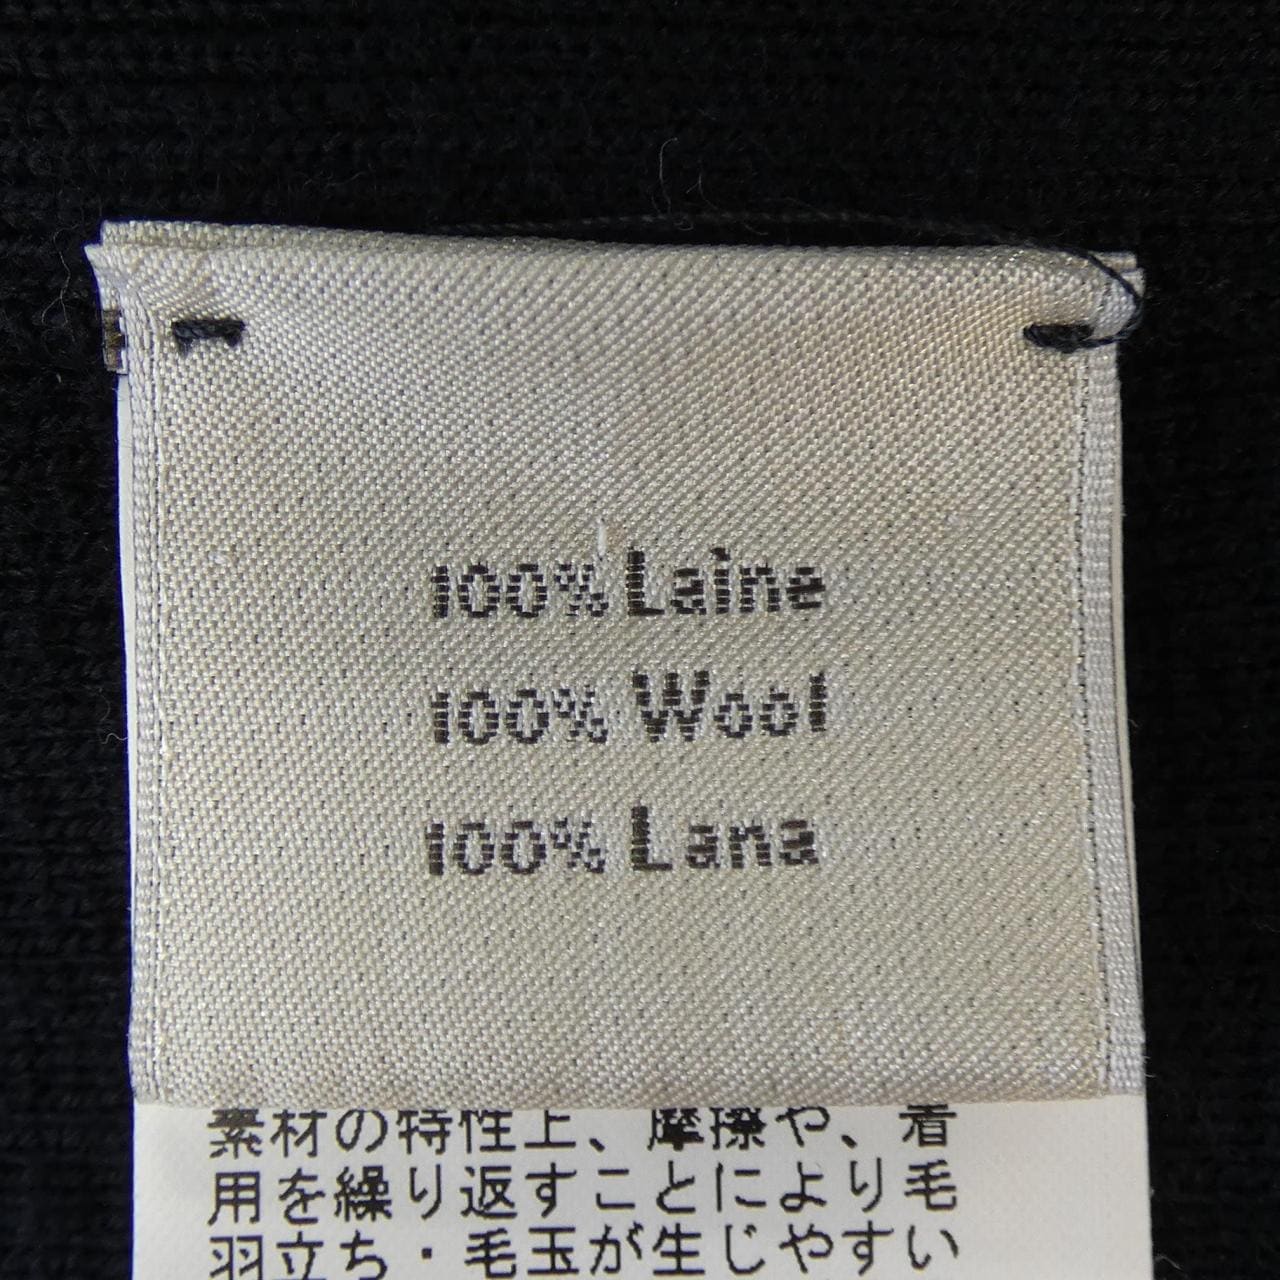 100% Laine
100% Wool
100% Lana
素材の特性上、摩擦や、着
用を繰り返すことにより毛
羽立ち・毛玉が生じやすい